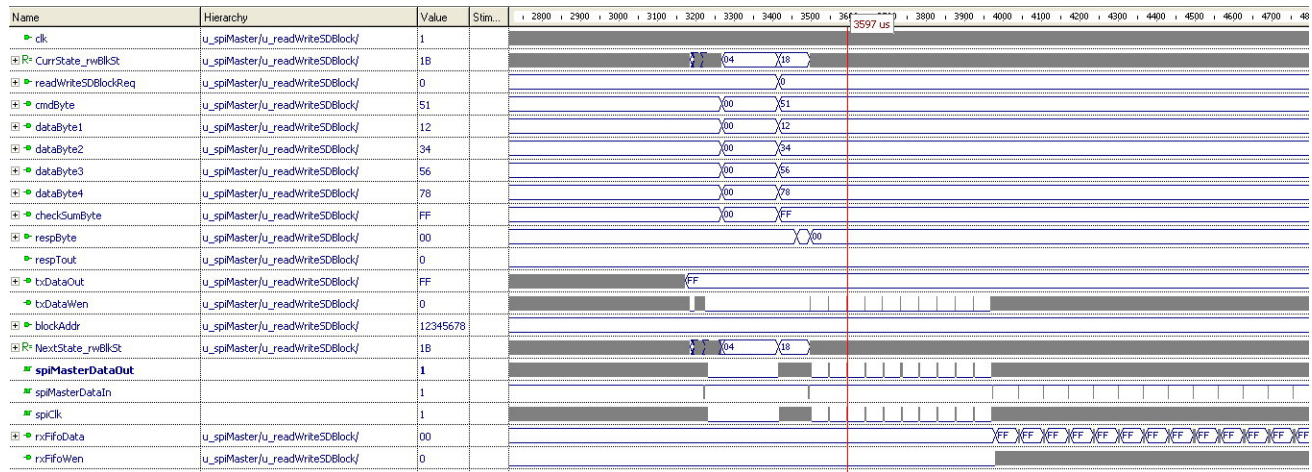 Name Hierarchy Value Stim... 2800 2900 3000 3100 3200 3300 3400 3500 3700 3800 3900 4000 4100 4200 4300 4400 4500 4600 4700
3597 us
clk u_spiMaster/u_readWriteSDBlock/ 1
R= CurrState_rwBlkSt u_spiMaster/u_readWriteSDBlock/ 1B 04 18
readWriteSDBlockReq u_spiMaster/u_readWriteSDBlock/ 0 0
cmdByte u_spiMaster/u_readWriteSDBlock/ 51 00 51
dataByte1 u_spiMaster/u_readWriteSDBlock/ 12 00 12
dataByte2 u_spiMaster/u_readWriteSDBlock/ 34 00 34
dataByte3 u_spiMaster/u_readWriteSDBlock/ 56 00 56
dataByte4 u_spiMaster/u_readWriteSDBlock/ 78 00 78
checkSumByte u_spiMaster/u_readWriteSDBlock/ FF 00 FF
respByte u_spiMaster/u_readWriteSDBlock/ 00 00
respTout u_spiMaster/u_readWriteSDBlock/ 0
txDataOut u_spiMaster/u_readWriteSDBlock/ FF FF
txDataWen u_spiMaster/u_readWriteSDBlock/ 0
blockAddr u_spiMaster/u_readWriteSDBlock/ 12345678
R= NextState_rwBlkSt u_spiMaster/u_readWriteSDBlock/ 1B 04 18
spiMasterDataOut 1
spiMasterDataIn 1
spiClk 1
rxFifoData u_spiMaster/u_readWriteSDBlock/ 00 FF FF FF FF FF FF FF FF FF FF FF FF FF
rxFifoWen u_spiMaster/u_readWriteSDBlock/ 0